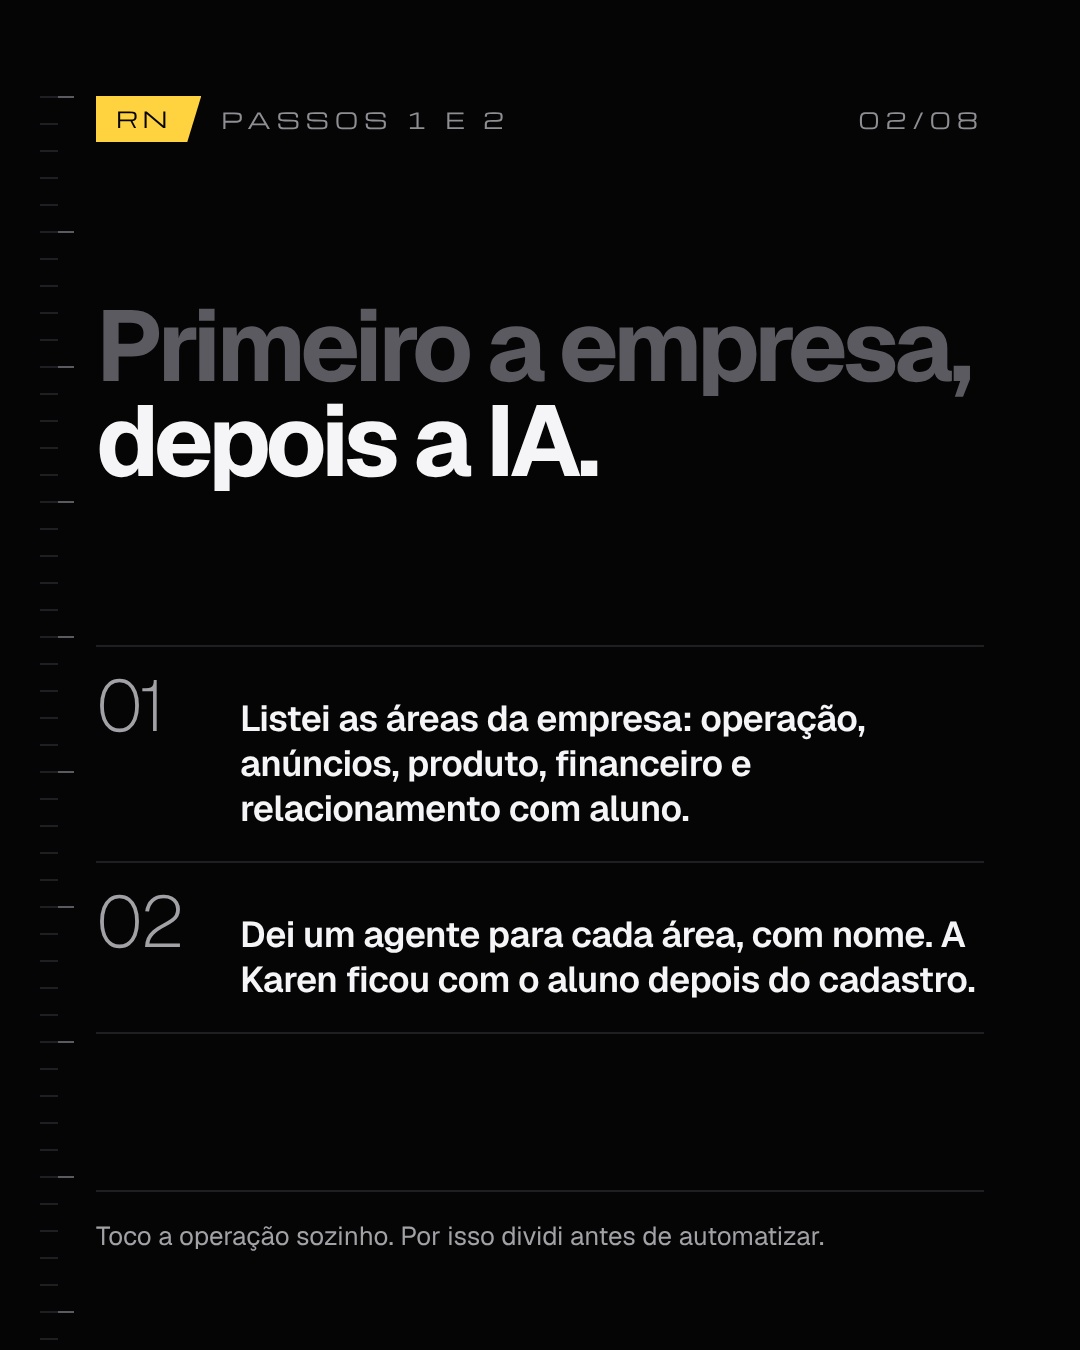 RN PASSOS 1 E 2 02/08
Primeiro a empresa,
depois a IA.
01
Listei as áreas da empresa: operação,
anúncios, produto, financeiro e
relacionamento com aluno.
02
Dei um agente para cada área, com nome. A
Karen ficou com o aluno depois do cadastro.
Toco a operação sozinho. Por isso dividi antes de automatizar.